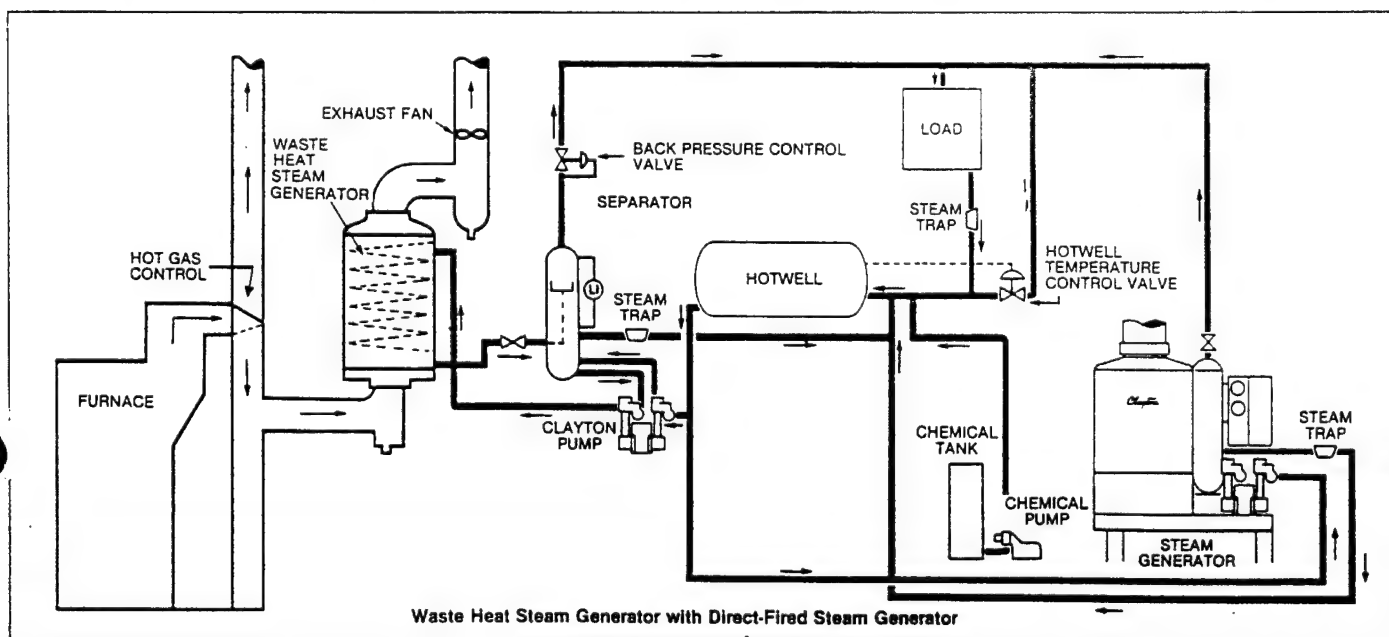 EXHAUST FAN
WASTE
HEAT
STEAM
GENERATOR
BACK PRESSURE CONTROL
VALVE
LOAD
SEPARATOR
STEAM
TRAP
HOT GAS
CONTROL
HOTWELL
HOTWELL
TEMPERATURE
CONTROL VALVE
LI
STEAM
TRAP
FURNACE
CLAYTON
PUMP
Clayton
CHEMICAL
TANK
STEAM
TRAP
CHEMICAL
PUMP
STEAM
GENERATOR
Waste Heat Steam Generator with Direct-Fired Steam Generator